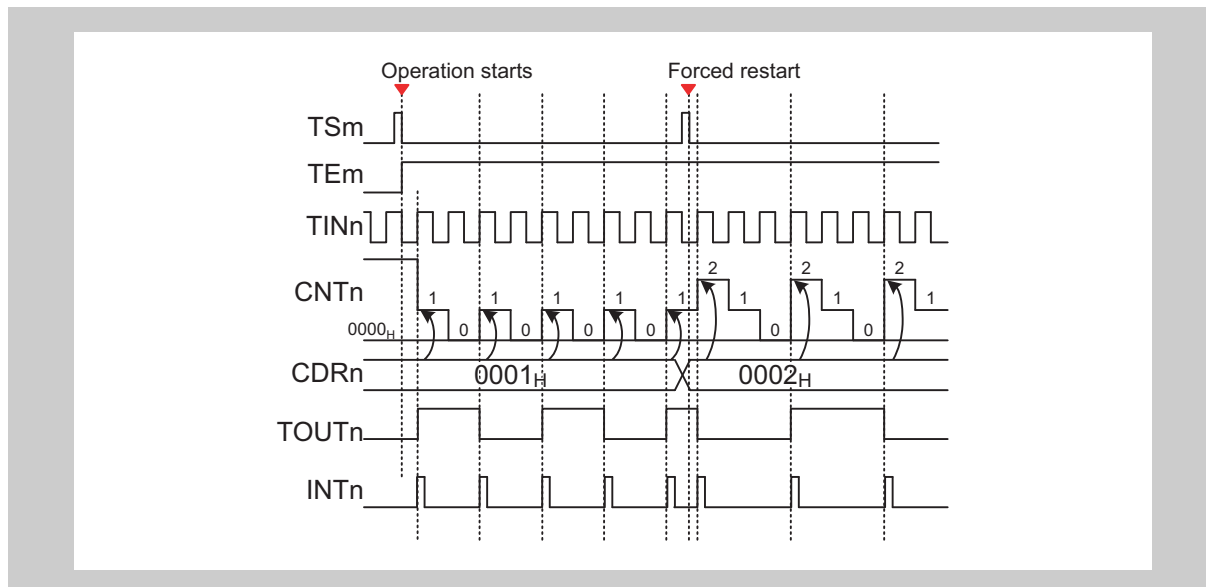 Operation starts Forced restart
TSm
TEm
TINn
CNTn
2 2 2
1 1 1 1 1 1 1 1
0000H 0 0 0 0 0 0
CDRn 0001H 0002H
TOUTn
INTn